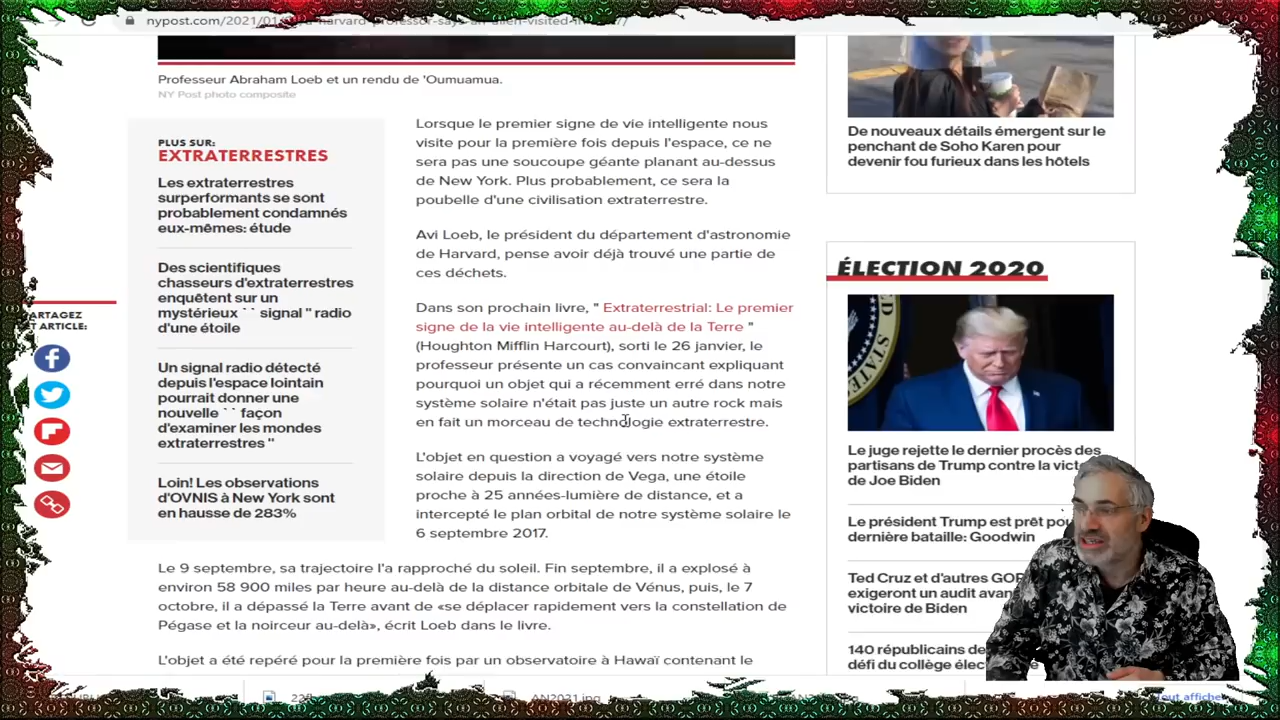 nypost.com/2021/01
harvard-professor-says-an-alien-visited-in
Professeur Abraham Loeb et un rendu de 'Oumuamua.
NY Post photo composite
PLUS SUR:
EXTRATERRESTRES
Les extraterrestres
surperformants se sont
probablement condamnés
eux-mêmes: étude
Des scientifiques
chasseurs d'extraterrestres
enquêtent sur un
mystérieux `` signal '' radio
d'une étoile
Un signal radio détecté
depuis l'espace lointain
pourrait donner une
nouvelle `` façon
d'examiner les mondes
extraterrestres ''
Loin! Les observations
d'OVNIS à New York sont
en hausse de 283%
ARTAGEZ
ET ARTICLE:
Lorsque le premier signe de vie intelligente nous
visite pour la première fois depuis l'espace, ce ne
sera pas une soucoupe géante planant au-dessus
de New York. Plus probablement, ce sera la
poubelle d'une civilisation extraterrestre.
Avi Loeb, le président du département d'astronomie
de Harvard, pense avoir déjà trouvé une partie de
ces déchets.
Dans son prochain livre, " Extraterrestrial: Le premier
signe de la vie intelligente au-delà de la Terre "
(Houghton Mifflin Harcourt), sorti le 26 janvier, le
professeur présente un cas convaincant expliquant
pourquoi un objet qui a récemment erré dans notre
système solaire n'était pas juste un autre rock mais
en fait un morceau de technologie extraterrestre.
L'objet en question a voyagé vers notre système
solaire depuis la direction de Vega, une étoile
proche à 25 années-lumière de distance, et a
intercepté le plan orbital de notre système solaire le
6 septembre 2017.
Le 9 septembre, sa trajectoire l'a rapproché du soleil. Fin septembre, il a explosé à
environ 58 900 miles par heure au-delà de la distance orbitale de Vénus, puis, le 7
octobre, il a dépassé la Terre avant de «se déplacer rapidement vers la constellation de
Pégase et la noirceur au-delà», écrit Loeb dans le livre.
L'objet a été repéré pour la première fois par un observatoire à Hawaï contenant le
De nouveaux détails émergent sur le
penchant de Soho Karen pour
devenir fou furieux dans les hôtels
ÉLECTION 2020
Le juge rejette le dernier procès des
partisans de Trump contre la vict
de Joe Biden
Le président Trump est prêt pou
dernière bataille: Goodwin
Ted Cruz et d'autres GOP
exigeront un audit avan
victoire de Biden
140 républicains de
défi du collège élec
AN2021.jpg
tout affiche